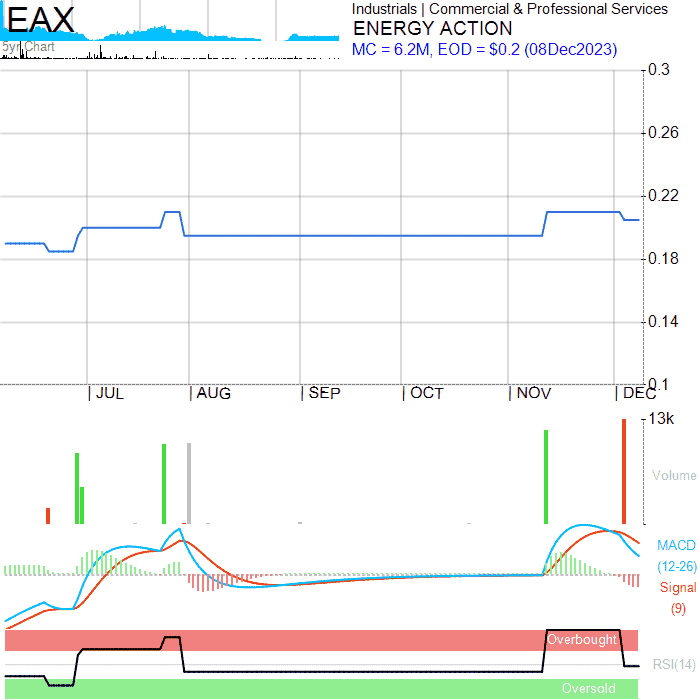 EAX
Industrials | Commercial & Professional Services
ENERGY ACTION
MC = 6.2M, EOD = $0.2 (08Dec2023)
5yr Chart
0.3
0.26
0.22
0.18
0.14
0.1
JUL AUG SEP OCT NOV DEC
13k
Volume
MACD
(12-26)
Signal
(9)
Overbought
RSI(14)
Oversold